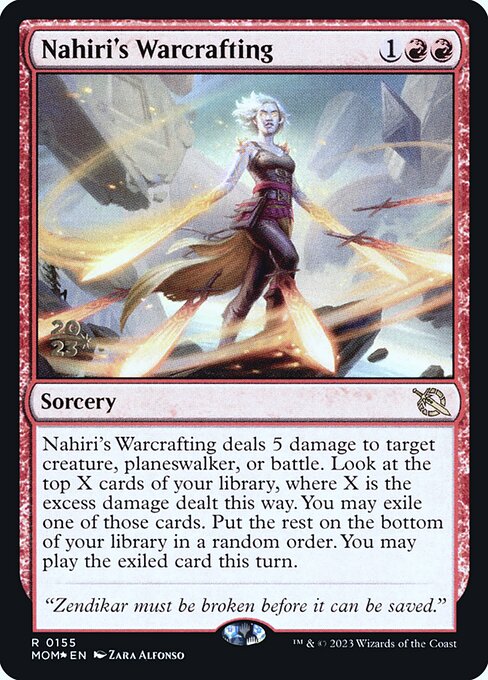 Nahiri's Warcrafting 1
20
23
Sorcery
Nahiri's Warcrafting deals 5 damage to target
creature, planeswalker, or battle. Look at the
top X cards of your library, where X is the
excess damage dealt this way. You may exile
one of those cards. Put the rest on the bottom
of your library in a random order. You may
play the exiled card this turn.
“Zendikar must be broken before it can be saved.”
R 0155
MOM★EN Zara Alfonso
™ & © 2023 Wizards of the Coast